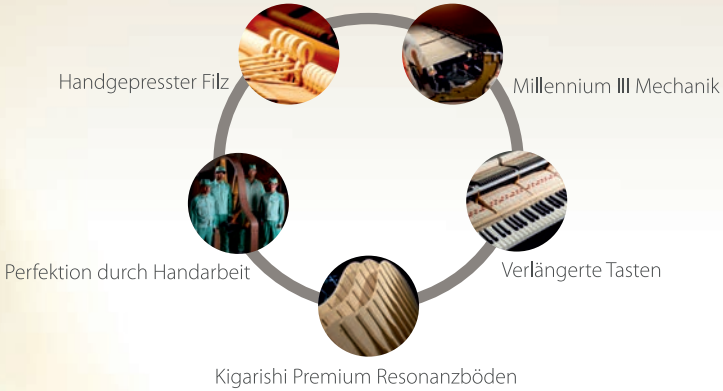 Handgepresster Filz
Millennium III Mechanik
Perfektion durch Handarbeit
Verlängerte Tasten
Kigarishi Premium Resonanzböden